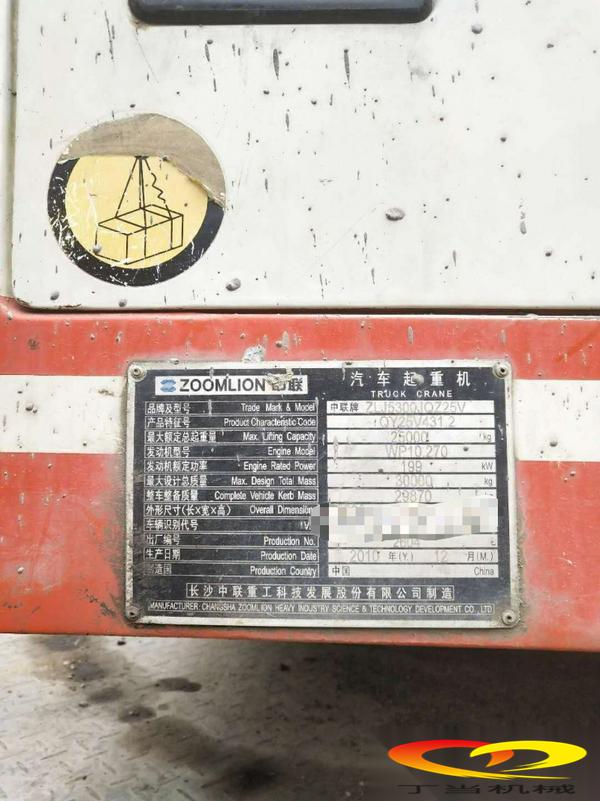 ZOOMLION 中联 汽车起重机
TRUCK CRANE
品牌及型号 Trade Mark & Model 中联牌 ZLJ5300JQZ25V
产品特征号 Product Characteristic Code QY25V431.2
最大额定总起重量 Max. Lifting Capacity 25000 kg
发动机型号 Engine Model WP10.270
发动机额定功率 Engine Rated Power 199 kW
最大设计总质量 Max. Design Total Mass 30000 kg
整车整备质量 Complete Vehicle Kerb Mass 29870
外形尺寸(长×宽×高) Overall Dimension
车辆识别代号
出厂编号 Production No. 2604
生产日期 Production Date 2010 年(Y.) 12 月(M.)
制造国 Production Country 中国 China
长沙中联重工科技发展股份有限公司制造
MANUFACTURER: CHANGSHA ZOOMLION HEAVY INDUSTRY SCIENCE & TECHNOLOGY DEVELOPMENT CO., LTD
丁当机械